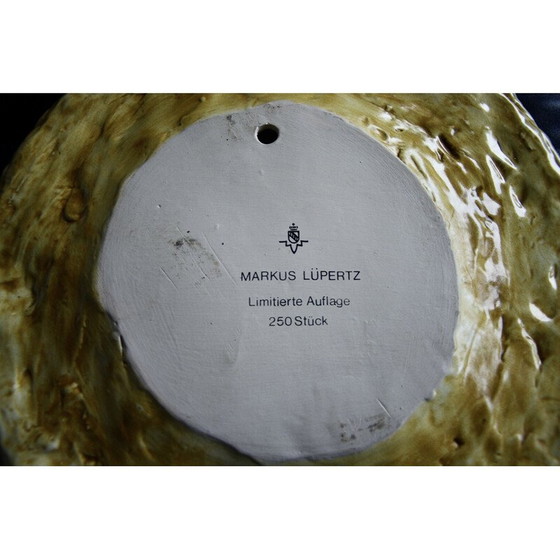 MARKUS LÜPERTZ
Limitierte Auflage
250 Stück